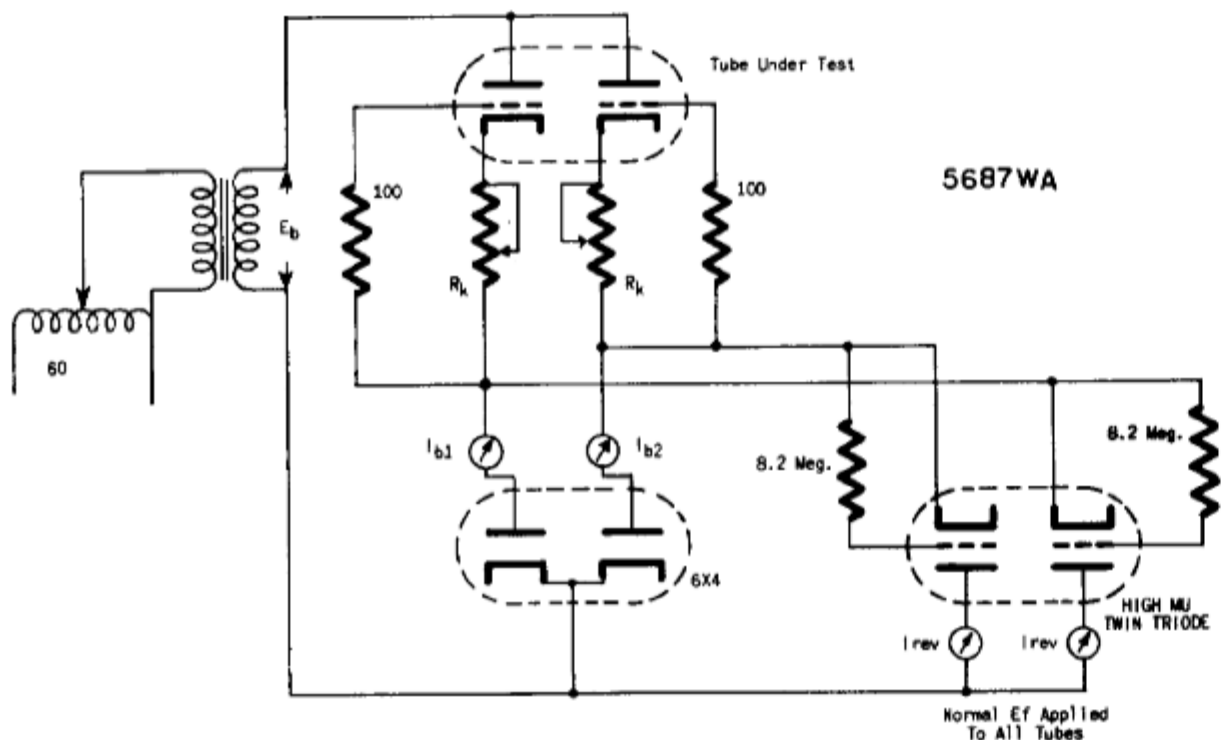 Tube Under Test
5687WA
100
100
Eb
Rk
Rk
60
Ib1
Ib2
8.2 Meg.
8.2 Meg.
6X4
HIGH MU
TWIN TRIODE
Irev
Irev
Normal Ef Applied
To All Tubes